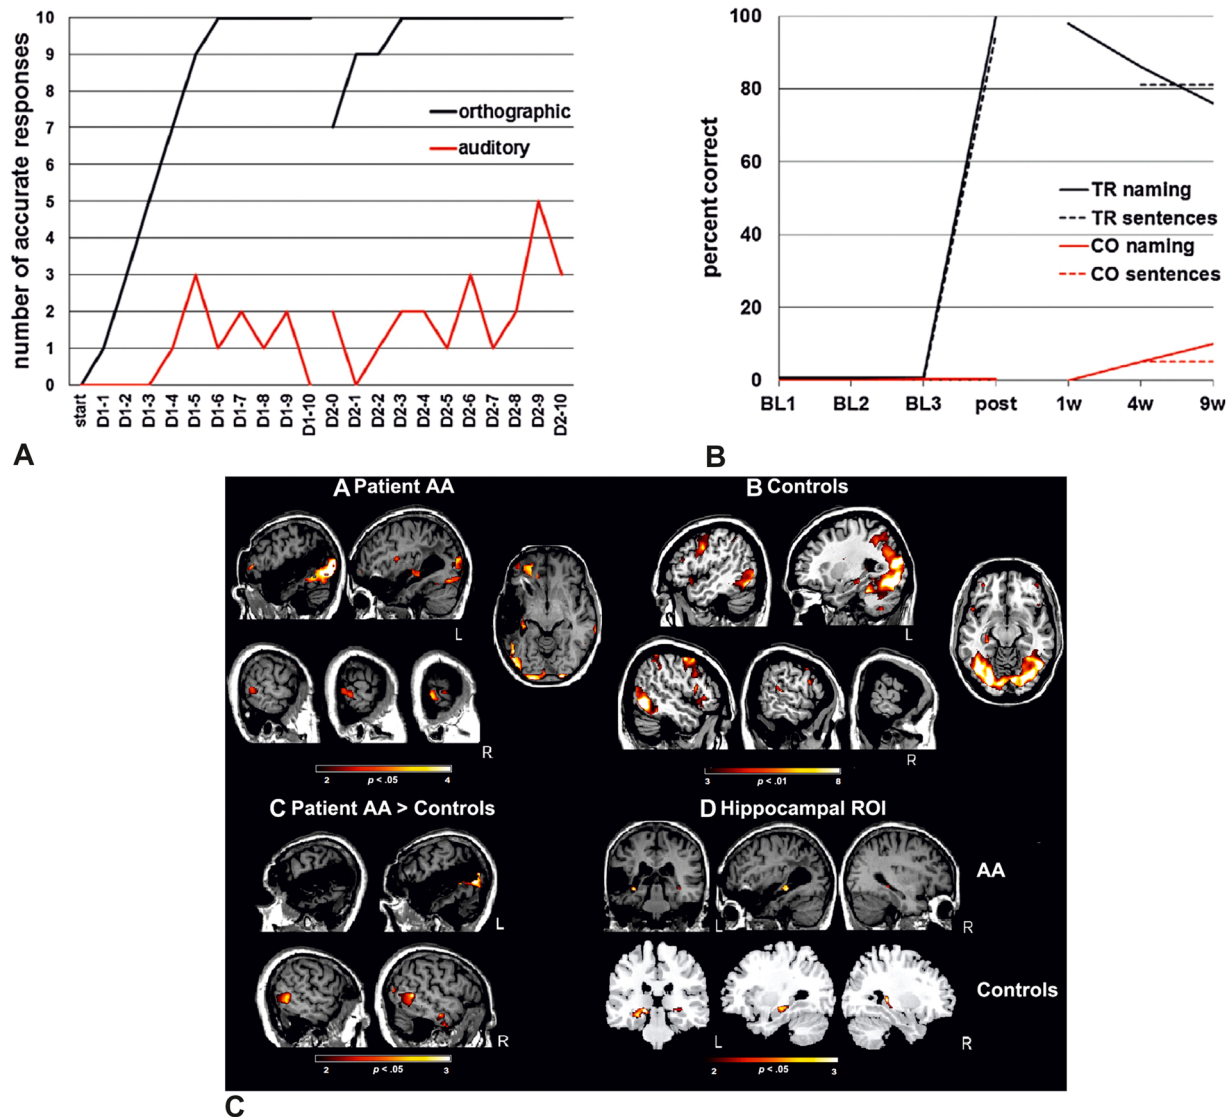 number of accurate responses
10
9
8
7
6
5
4
3
2
1
0
orthographic
auditory
start
D1-1
D1-2
D1-3
D1-4
D1-5
D1-6
D1-7
D1-8
D1-9
D1-10
D2-0
D2-1
D2-2
D2-3
D2-4
D2-5
D2-6
D2-7
D2-8
D2-9
D2-10
A
percent correct
100
80
60
40
20
0
TR naming
TR sentences
CO naming
CO sentences
BL1
BL2
BL3
post
1w
4w
9w
B
A Patient AA
L
R
2
p < .05
4
B Controls
L
R
3
p < .01
8
C Patient AA > Controls
L
R
2
p < .05
3
D Hippocampal ROI
AA
L
R
Controls
L
R
2
p < .05
3
C